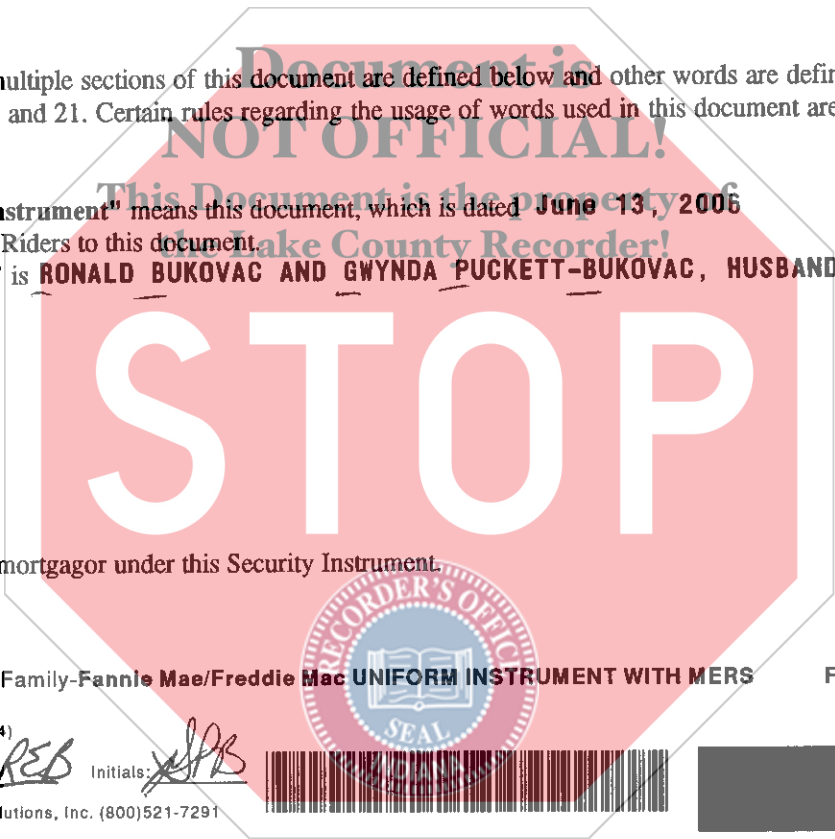 Document is
multiple sections of this document are defined below and other words are defin
and 21. Certain rules regarding the usage of words used in this document are
NOT OFFICIAL!
This Document is the property of
nstrument" means this document, which is dated June 13, 2006
the Lake County Recorder!
Riders to this document.
" is RONALD BUKOVAC AND GWYNDA PUCKETT-BUKOVAC, HUSBAND
STOP
mortgagor under this Security Instrument.
RECORDER'S OFFICE
Family-Fannie Mae/Freddie Mac UNIFORM INSTRUMENT WITH MERS F
SEAL
INDIANA
4)
REB Initials:
lutions, Inc. (800)521-7291